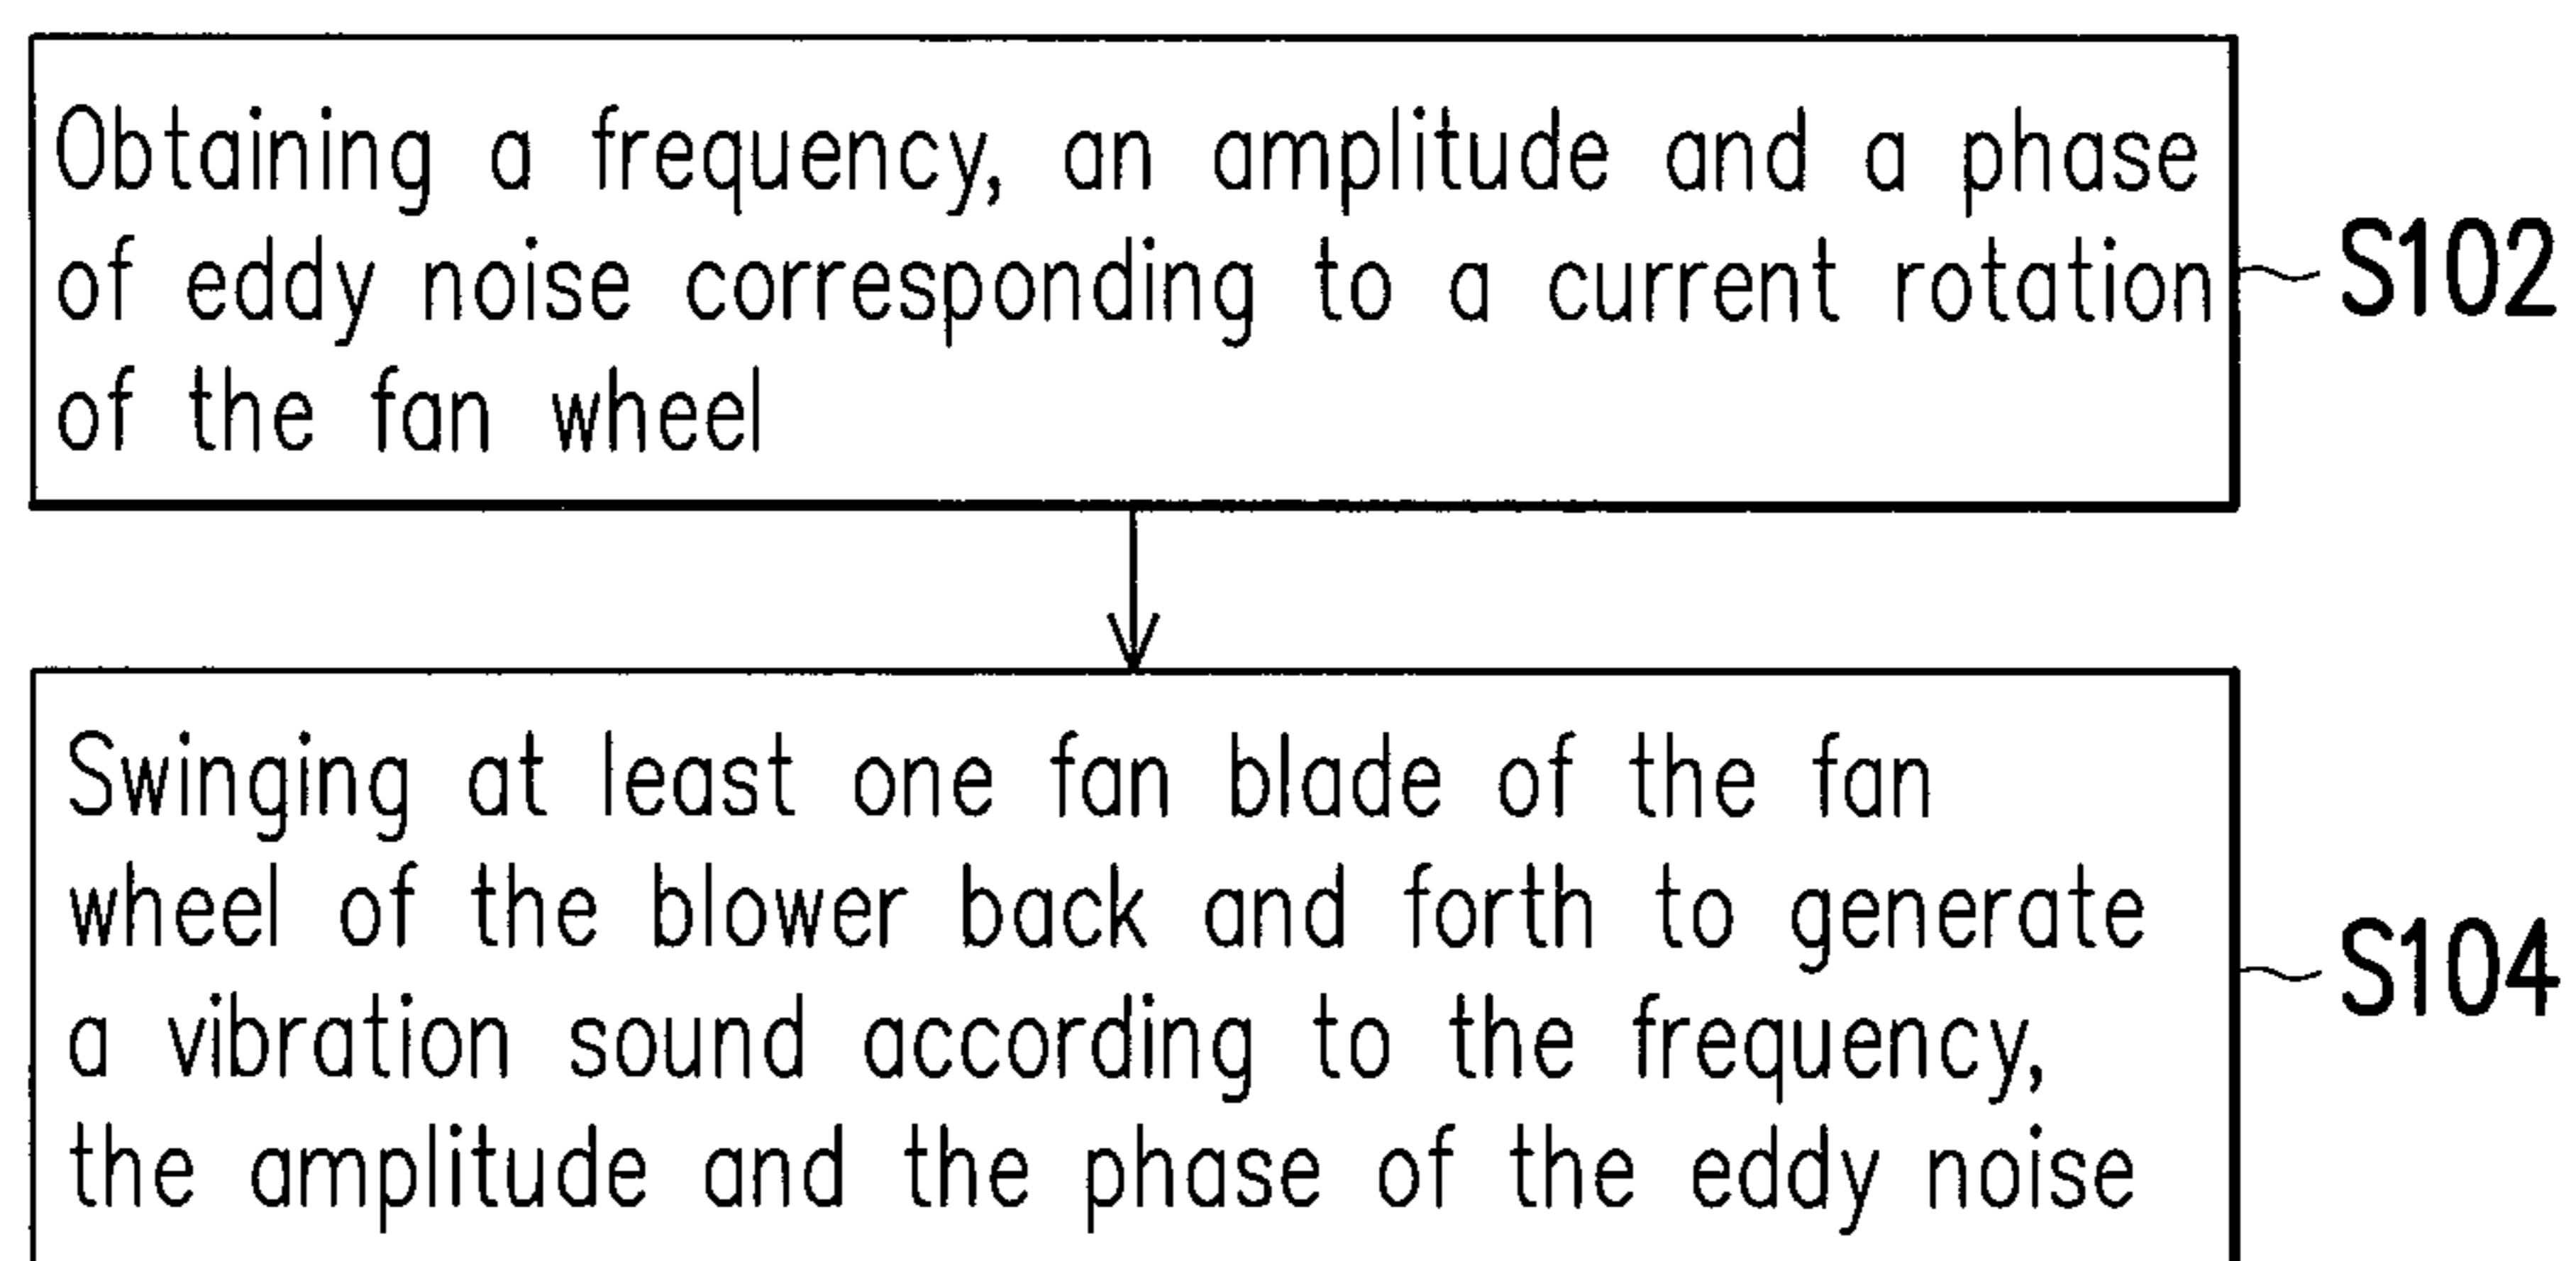 Obtaining a frequency, an amplitude and a phase
of eddy noise corresponding to a current rotation
of the fan wheel
S102
Swinging at least one fan blade of the fan
wheel of the blower back and forth to generate
a vibration sound according to the frequency,
the amplitude and the phase of the eddy noise
S104